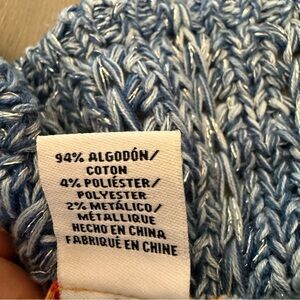 94% ALGODÓN/
COTON
4% POLIÉSTER/
POLYESTER
2% METÁLICO/
MÉTALLIQUE
HECHO EN CHINA
FABRIQUÉ EN CHINE